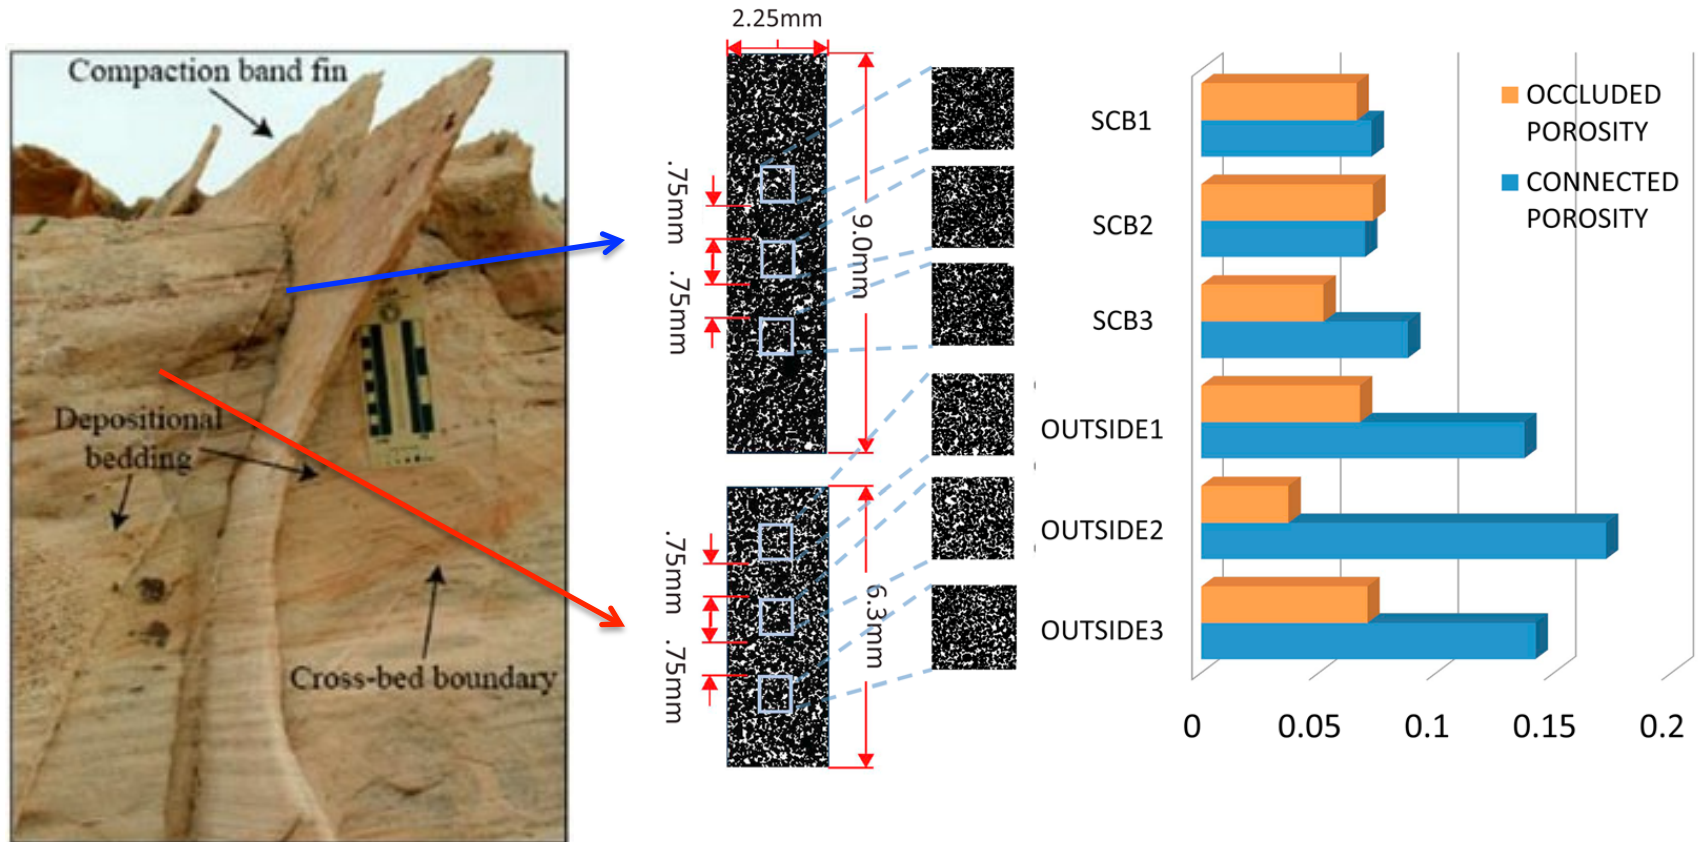 Compaction band fin
Depositional
bedding
Cross-bed boundary
2.25mm
.75mm
.75mm
9.0mm
.75mm
.75mm
6.3mm
SCB1
SCB2
SCB3
OUTSIDE1
OUTSIDE2
OUTSIDE3
OCCLUDED
POROSITY
CONNECTED
POROSITY
0 0.05 0.1 0.15 0.2